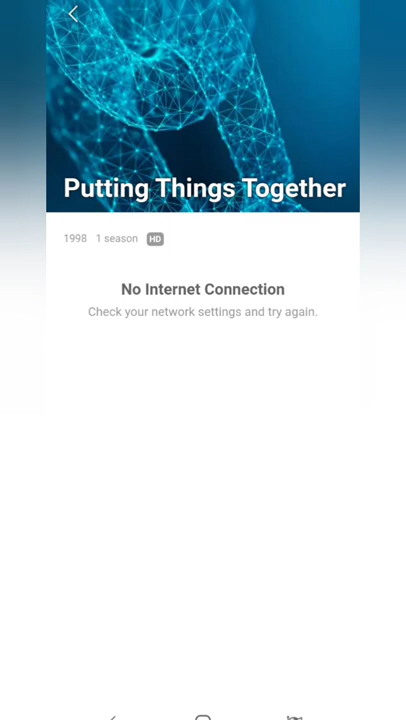 Putting Things Together
1998 1 season HD
No Internet Connection
Check your network settings and try again.